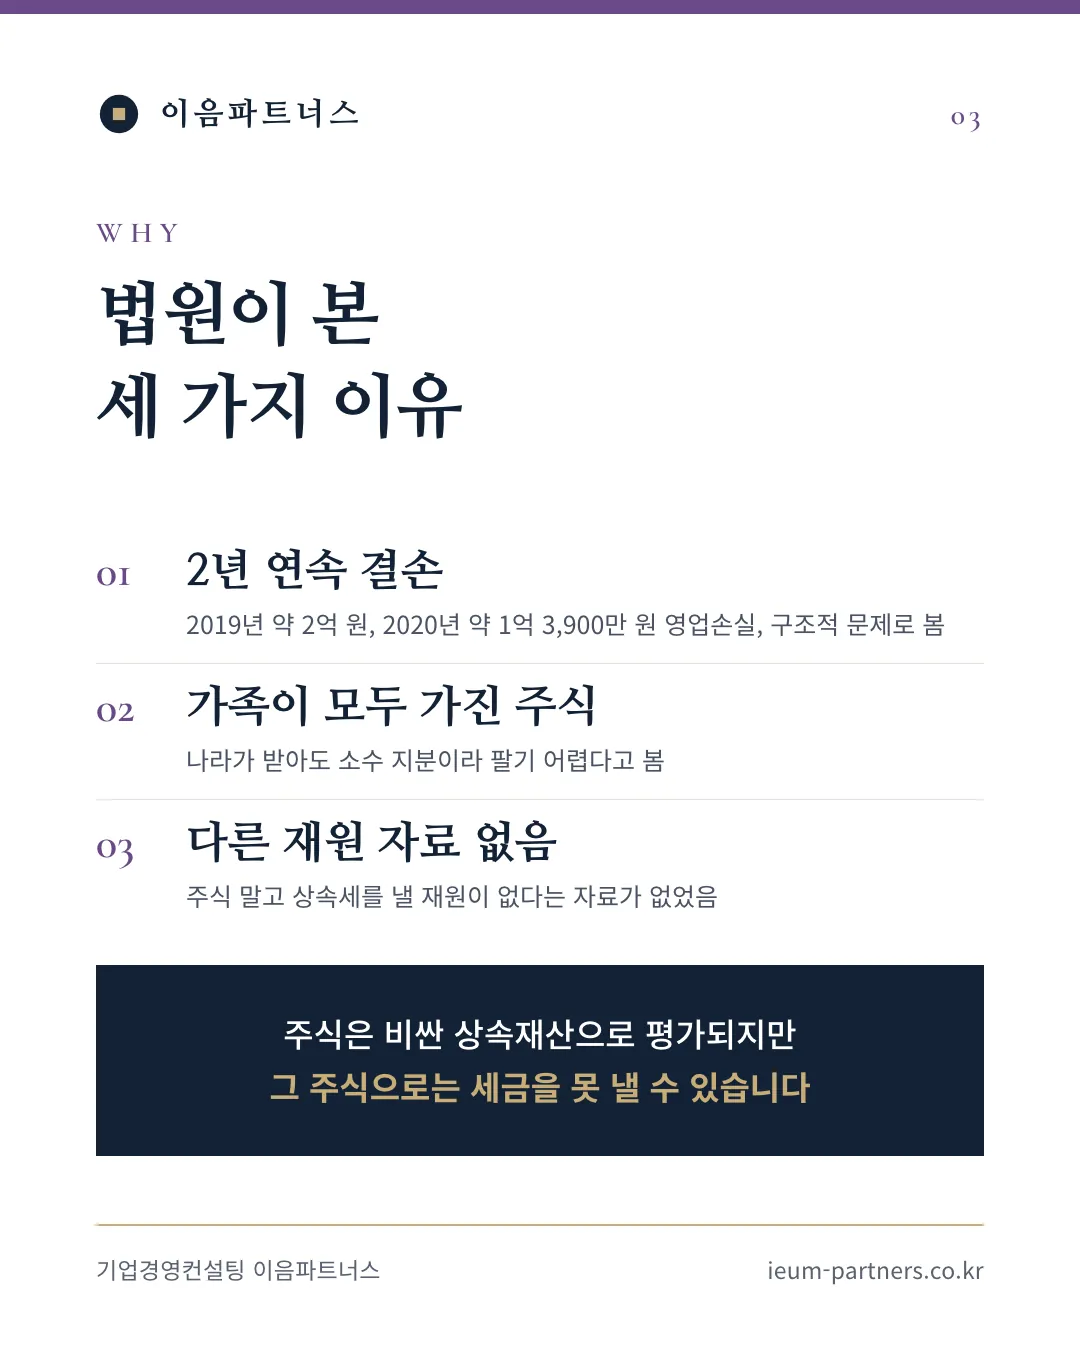 이음파트너스
03
WHY
법원이 본
세 가지 이유
01 2년 연속 결손
2019년 약 2억 원, 2020년 약 1억 3,900만 원 영업손실, 구조적 문제로 봄
02 가족이 모두 가진 주식
나라가 받아도 소수 지분이라 팔기 어렵다고 봄
03 다른 재원 자료 없음
주식 말고 상속세를 낼 재원이 없다는 자료가 없었음
주식은 비싼 상속재산으로 평가되지만
그 주식으로는 세금을 못 낼 수 있습니다
기업경영컨설팅 이음파트너스
ieum-partners.co.kr